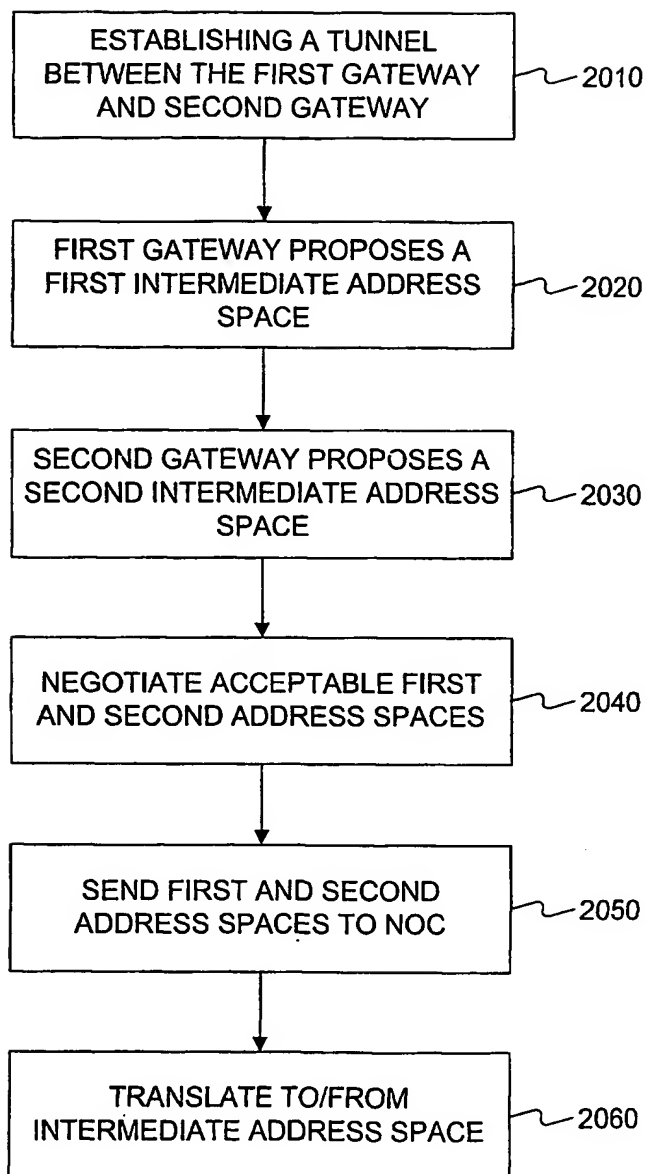 ESTABLISHING A TUNNEL
BETWEEN THE FIRST GATEWAY
AND SECOND GATEWAY
2010
FIRST GATEWAY PROPOSES A
FIRST INTERMEDIATE ADDRESS
SPACE
2020
SECOND GATEWAY PROPOSES A
SECOND INTERMEDIATE ADDRESS
SPACE
2030
NEGOTIATE ACCEPTABLE FIRST
AND SECOND ADDRESS SPACES
2040
SEND FIRST AND SECOND
ADDRESS SPACES TO NOC
2050
TRANSLATE TO/FROM
INTERMEDIATE ADDRESS SPACE
2060